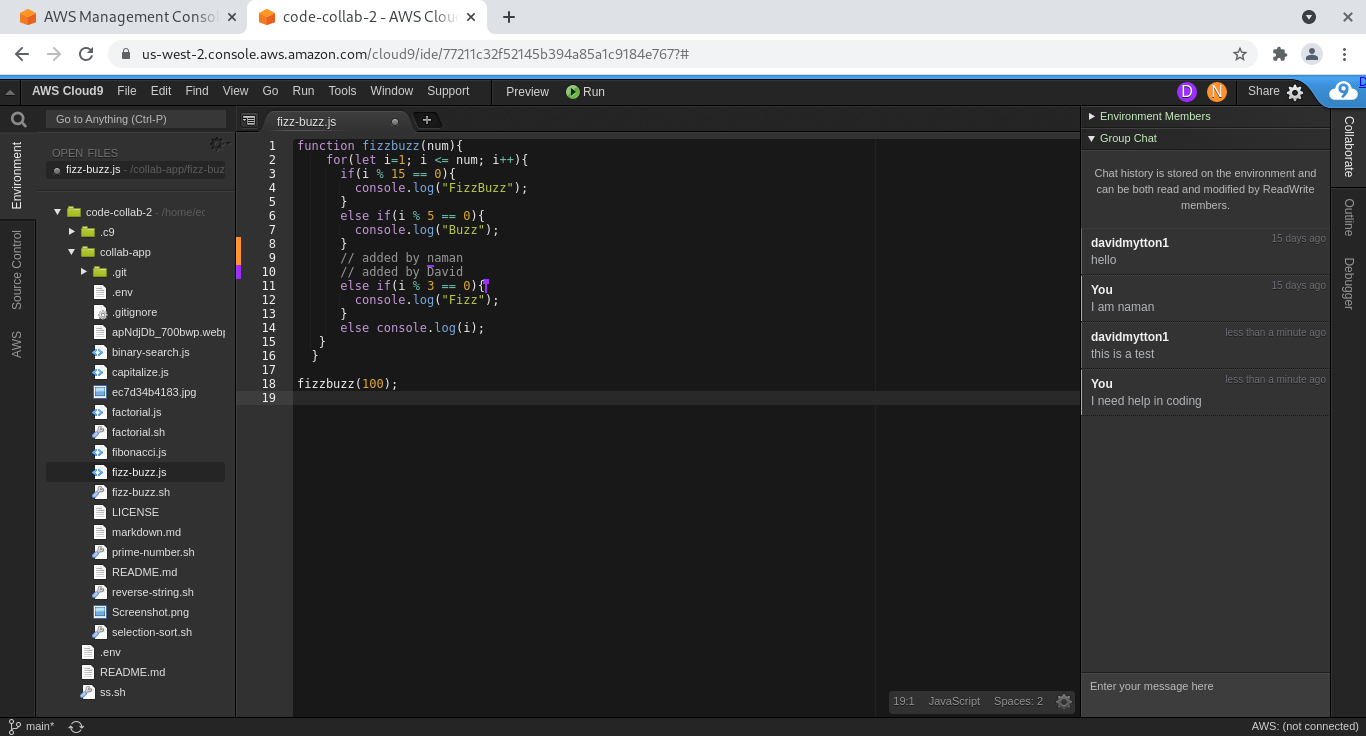 AWS Management Consol
code-collab-2 - AWS Clou
us-west-2.console.aws.amazon.com/cloud9/ide/77211c32f52145b394a85a1c9184e767?#
AWS Cloud9 File Edit Find View Go Run Tools Window Support Preview Run D N Share 9
Go to Anything (Ctrl-P)
Environment
Source Control
AWS
OPEN FILES
fizz-buzz.js - /collab-app/fizz-buz
code-collab-2 - /home/ec
.c9
collab-app
.git
.env
.gitignore
apNdjDb_700bwp.webp
binary-search.js
capitalize.js
ec7d34b4183.jpg
factorial.js
factorial.sh
fibonacci.js
fizz-buzz.js
fizz-buzz.sh
LICENSE
markdown.md
prime-number.sh
README.md
reverse-string.sh
Screenshot.png
selection-sort.sh
.env
README.md
ss.sh
fizz-buzz.js
1 function fizzbuzz(num){
2 for(let i=1; i <= num; i++){
3 if(i % 15 == 0){
4 console.log("FizzBuzz");
5 }
6 else if(i % 5 == 0){
7 console.log("Buzz");
8 }
9 // added by naman
10 // added by David
11 else if(i % 3 == 0){
12 console.log("Fizz");
13 }
14 else console.log(i);
15 }
16 }
17
18 fizzbuzz(100);
19
19:1 JavaScript Spaces: 2
Environment Members
Group Chat
Chat history is stored on the environment and
can be both read and modified by ReadWrite
members.
davidmytton1 15 days ago
hello
You 15 days ago
I am naman
davidmytton1 less than a minute ago
this is a test
You less than a minute ago
I need help in coding
Enter your message here
Collaborate
Outline
Debugger
main*
AWS: (not connected)